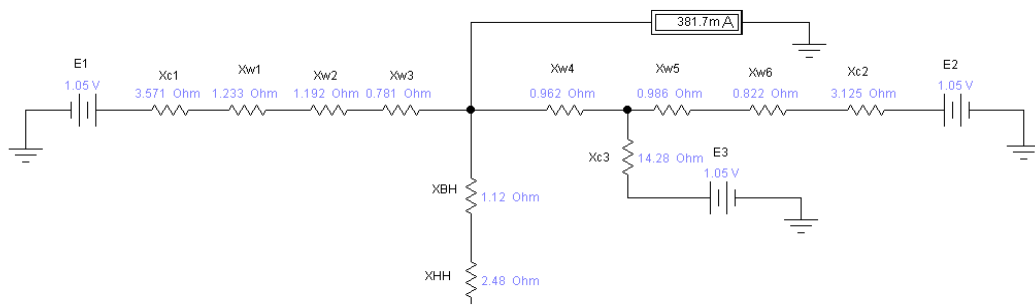 381.7m A
E1
1.05 V
Xc1
3.571 Ohm
Xw1
1.233 Ohm
Xw2
1.192 Ohm
Xw3
0.781 Ohm
Xw4
0.962 Ohm
Xw5
0.986 Ohm
Xw6
0.822 Ohm
Xc2
3.125 Ohm
E2
1.05 V
Xc3
14.28 Ohm
E3
1.05 V
XBH
1.12 Ohm
XHH
2.48 Ohm